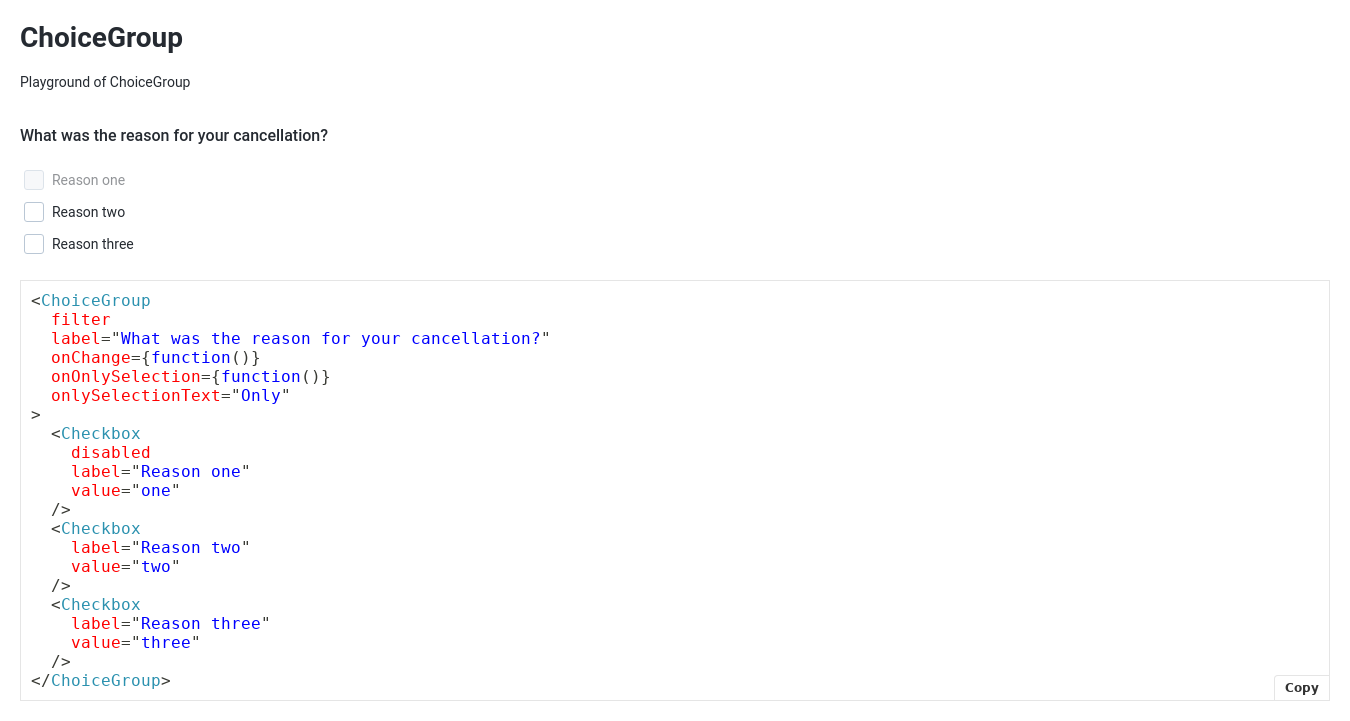 ChoiceGroup
Playground of ChoiceGroup
What was the reason for your cancellation?
Reason one
Reason two
Reason three
<ChoiceGroup
  filter
  label="What was the reason for your cancellation?"
  onChange={function()}
  onOnlySelection={function()}
  onlySelectionText="Only"
>
  <Checkbox
    disabled
    label="Reason one"
    value="one"
  />
  <Checkbox
    label="Reason two"
    value="two"
  />
  <Checkbox
    label="Reason three"
    value="three"
  />
</ChoiceGroup>
Copy